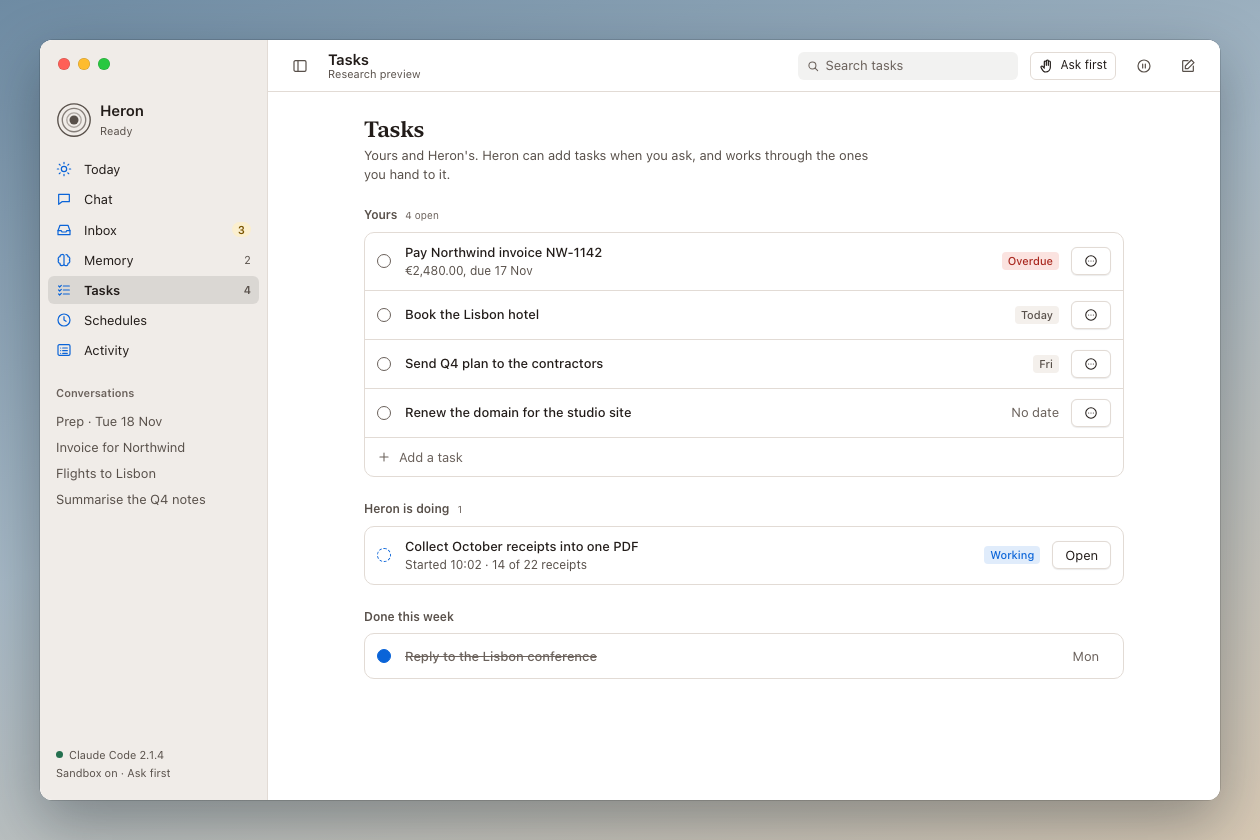 Heron
Ready
Today
Chat
Inbox 3
Memory 2
Tasks 4
Schedules
Activity
Conversations
Prep · Tue 18 Nov
Invoice for Northwind
Flights to Lisbon
Summarise the Q4 notes
Claude Code 2.1.4
Sandbox on · Ask first
Tasks
Research preview
Search tasks
Ask first
Tasks
Yours and Heron's. Heron can add tasks when you ask, and works through the ones
you hand to it.
Yours 4 open
Pay Northwind invoice NW-1142
€2,480.00, due 17 Nov
Overdue
Book the Lisbon hotel
Today
Send Q4 plan to the contractors
Fri
Renew the domain for the studio site
No date
Add a task
Heron is doing 1
Collect October receipts into one PDF
Started 10:02 · 14 of 22 receipts
Working
Open
Done this week
Reply to the Lisbon conference
Mon